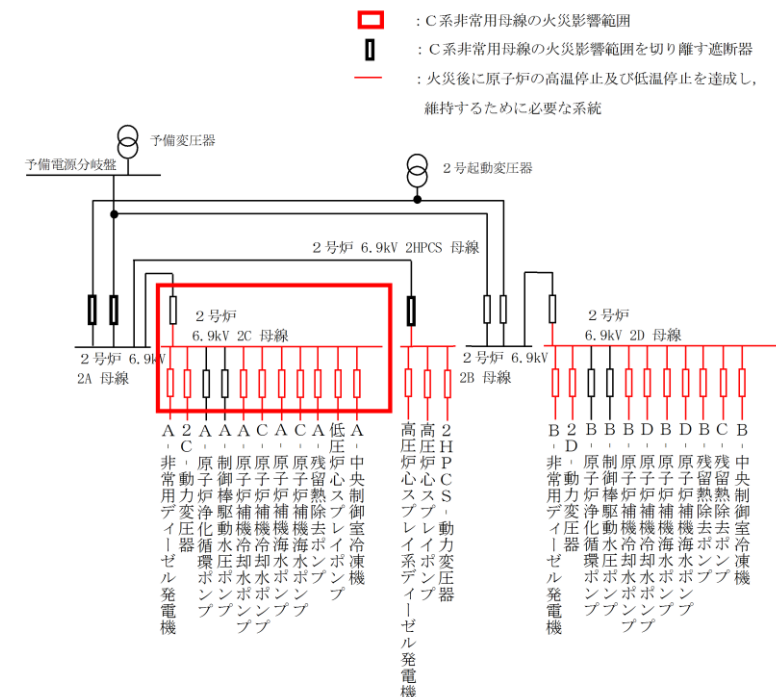 ：Ｃ系非常用母線の火災影響範囲
：Ｃ系非常用母線の火災影響範囲を切り離す遮断器
：火災後に原子炉の高温停止及び低温停止を達成し，
維持するために必要な系統
予備変圧器
予備電源分岐盤
２号起動変圧器
２号炉 6.9kV 2HPCS 母線
２号炉
6.9kV 2C 母線
２号炉 6.9kV
2A 母線
２号炉 6.9kV
2B 母線
２号炉
6.9kV 2D 母線
A-非常用ディーゼル発電機
2C-動力変圧器
A-原子炉浄化循環ポンプ
A-制御棒駆動水圧ポンプ
A-原子炉補機冷却水ポンプ
C-原子炉補機冷却水ポンプ
A-原子炉補機海水ポンプ
C-原子炉補機海水ポンプ
A-残留熱除去ポンプ
低圧炉心スプレイポンプ
A-中央制御室冷凍機
高圧炉心スプレイ系ディーゼル発電機
高圧炉心スプレイポンプ
2HPCS-動力変圧器
B-非常用ディーゼル発電機
2D-動力変圧器
B-原子炉浄化循環ポンプ
B-制御棒駆動水圧ポンプ
B-原子炉補機冷却水ポンプ
D-原子炉補機冷却水ポンプ
B-原子炉補機海水ポンプ
D-原子炉補機海水ポンプ
B-残留熱除去ポンプ
C-残留熱除去ポンプ
B-中央制御室冷凍機